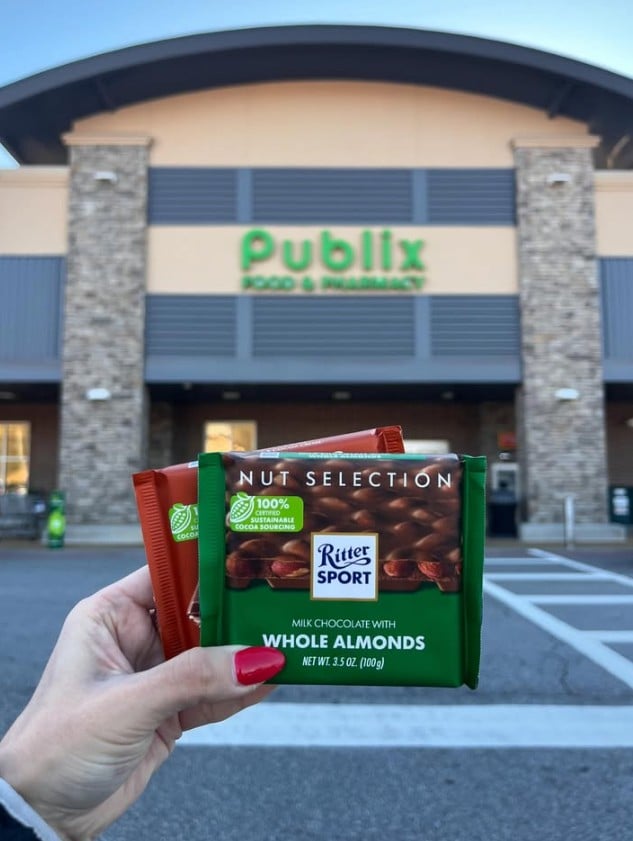 Publix
FOOD & PHARMACY
NUT SELECTION
100%
CERTIFIED
SUSTAINABLE
COCOA SOURCING
Ritter
SPORT
MILK CHOCOLATE WITH
WHOLE ALMONDS
NET WT. 3.5 OZ. (100g)